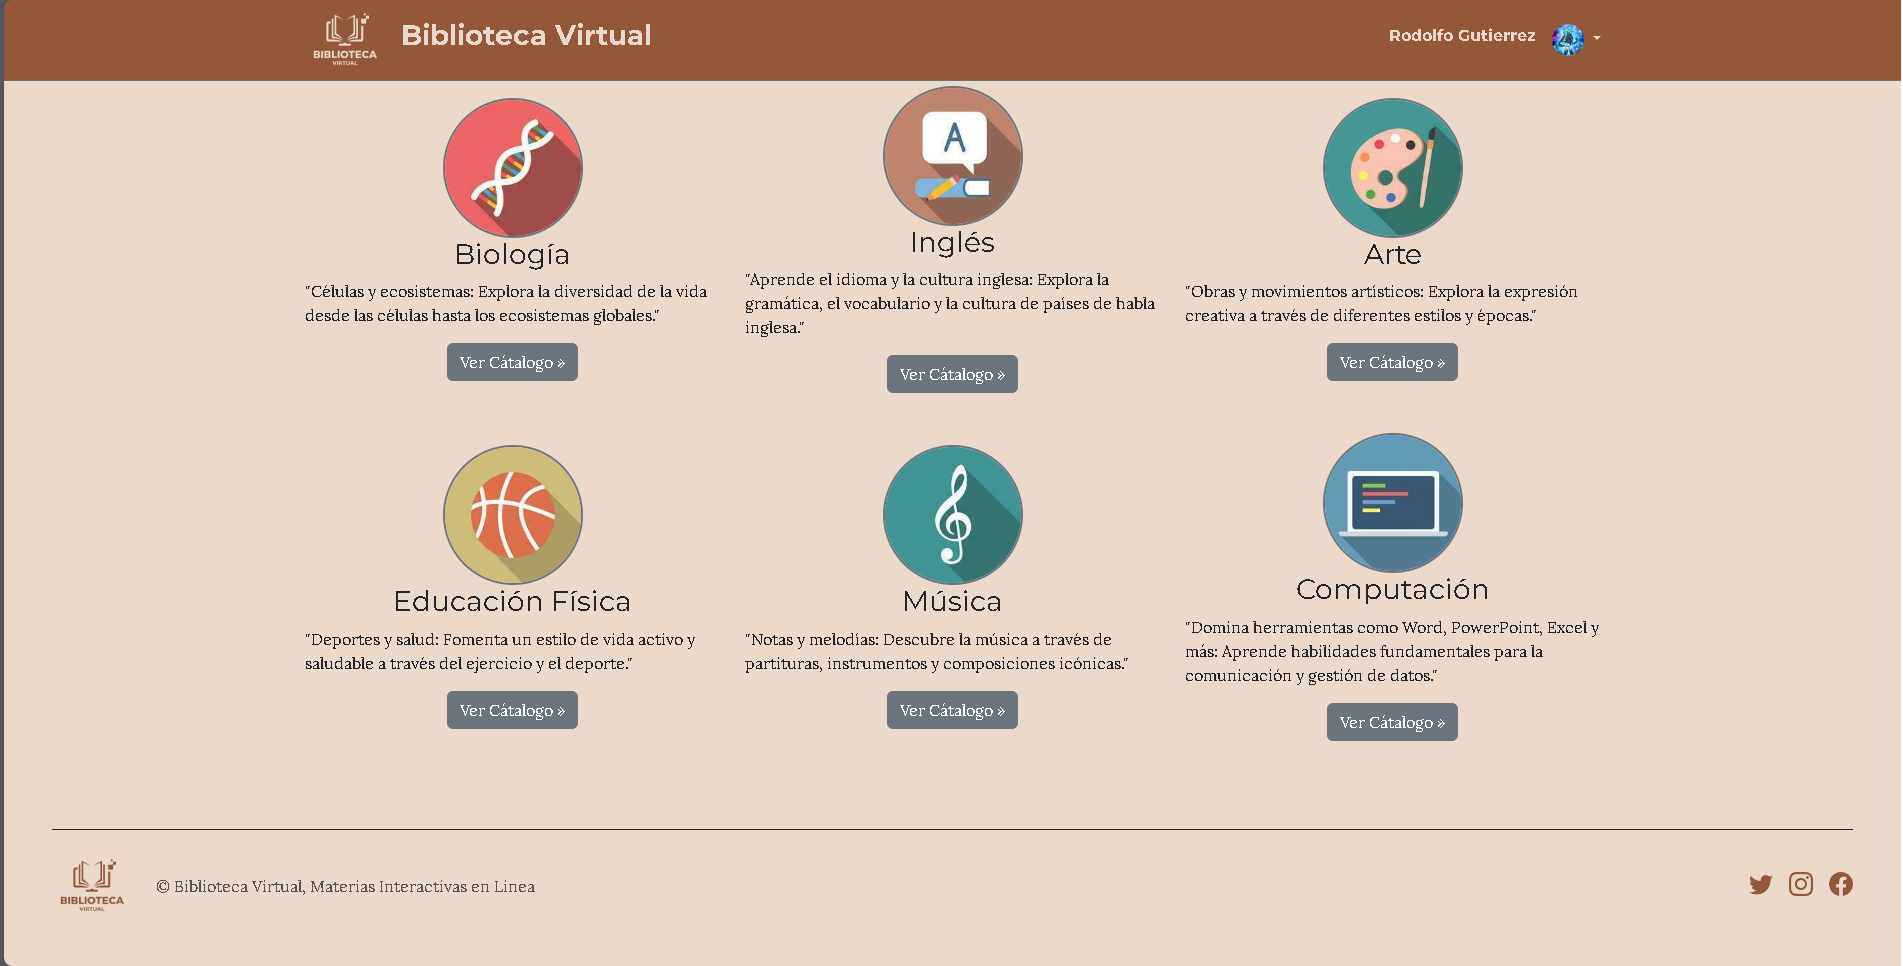 BIBLIOTECA
VIRTUAL
Biblioteca Virtual
Rodolfo Gutierrez
Biología
"Células y ecosistemas: Explora la diversidad de la vida
desde las células hasta los ecosistemas globales."
Ver Cátalogo »
A
Inglés
"Aprende el idioma y la cultura inglesa: Explora la
gramática, el vocabulario y la cultura de países de habla
inglesa."
Ver Cátalogo »
Arte
"Obras y movimientos artísticos: Explora la expresión
creativa a través de diferentes estilos y épocas."
Ver Cátalogo »
Educación Física
"Deportes y salud: Fomenta un estilo de vida activo y
saludable a través del ejercicio y el deporte."
Ver Cátalogo »
Música
"Notas y melodías: Descubre la música a través de
partituras, instrumentos y composiciones icónicas."
Ver Cátalogo »
Computación
"Domina herramientas como Word, PowerPoint, Excel y
más: Aprende habilidades fundamentales para la
comunicación y gestión de datos."
Ver Cátalogo »
BIBLIOTECA
VIRTUAL
© Biblioteca Virtual, Materias Interactivas en Linea